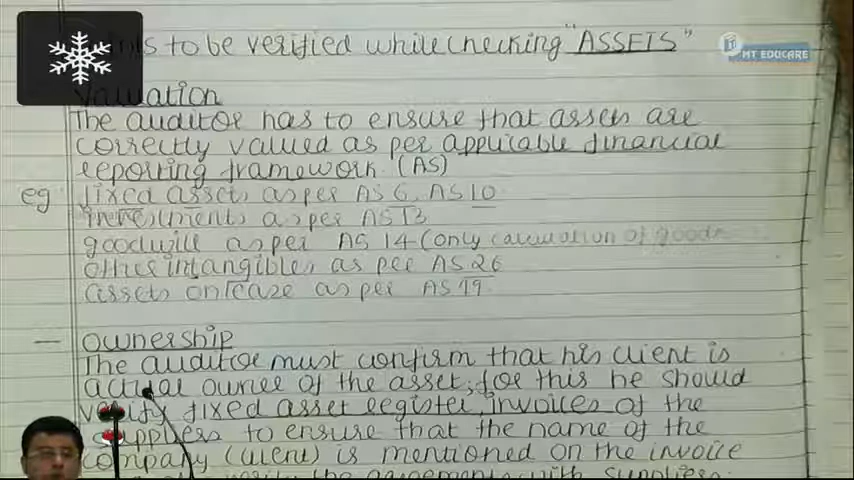 to be verified while checking "ASSETS"
MT EDUCARE
Valuation
The auditor has to ensure that assets are
correctly valued as per applicable financial
reporting framework (AS)
eg fixed assets as per AS 6, AS 10
investments as per AS 13
goodwill as per AS 14 (only calculation of
other intangibles as per AS 26
assets on lease as per AS 19
— ownership
The auditor must confirm that his client is
actual owner of the asset, for this he should
verify fixed asset register, invoices of the
suppliers to ensure that the name of the
company (client) is mentioned on the invoice
verify the agreements with suppliers.